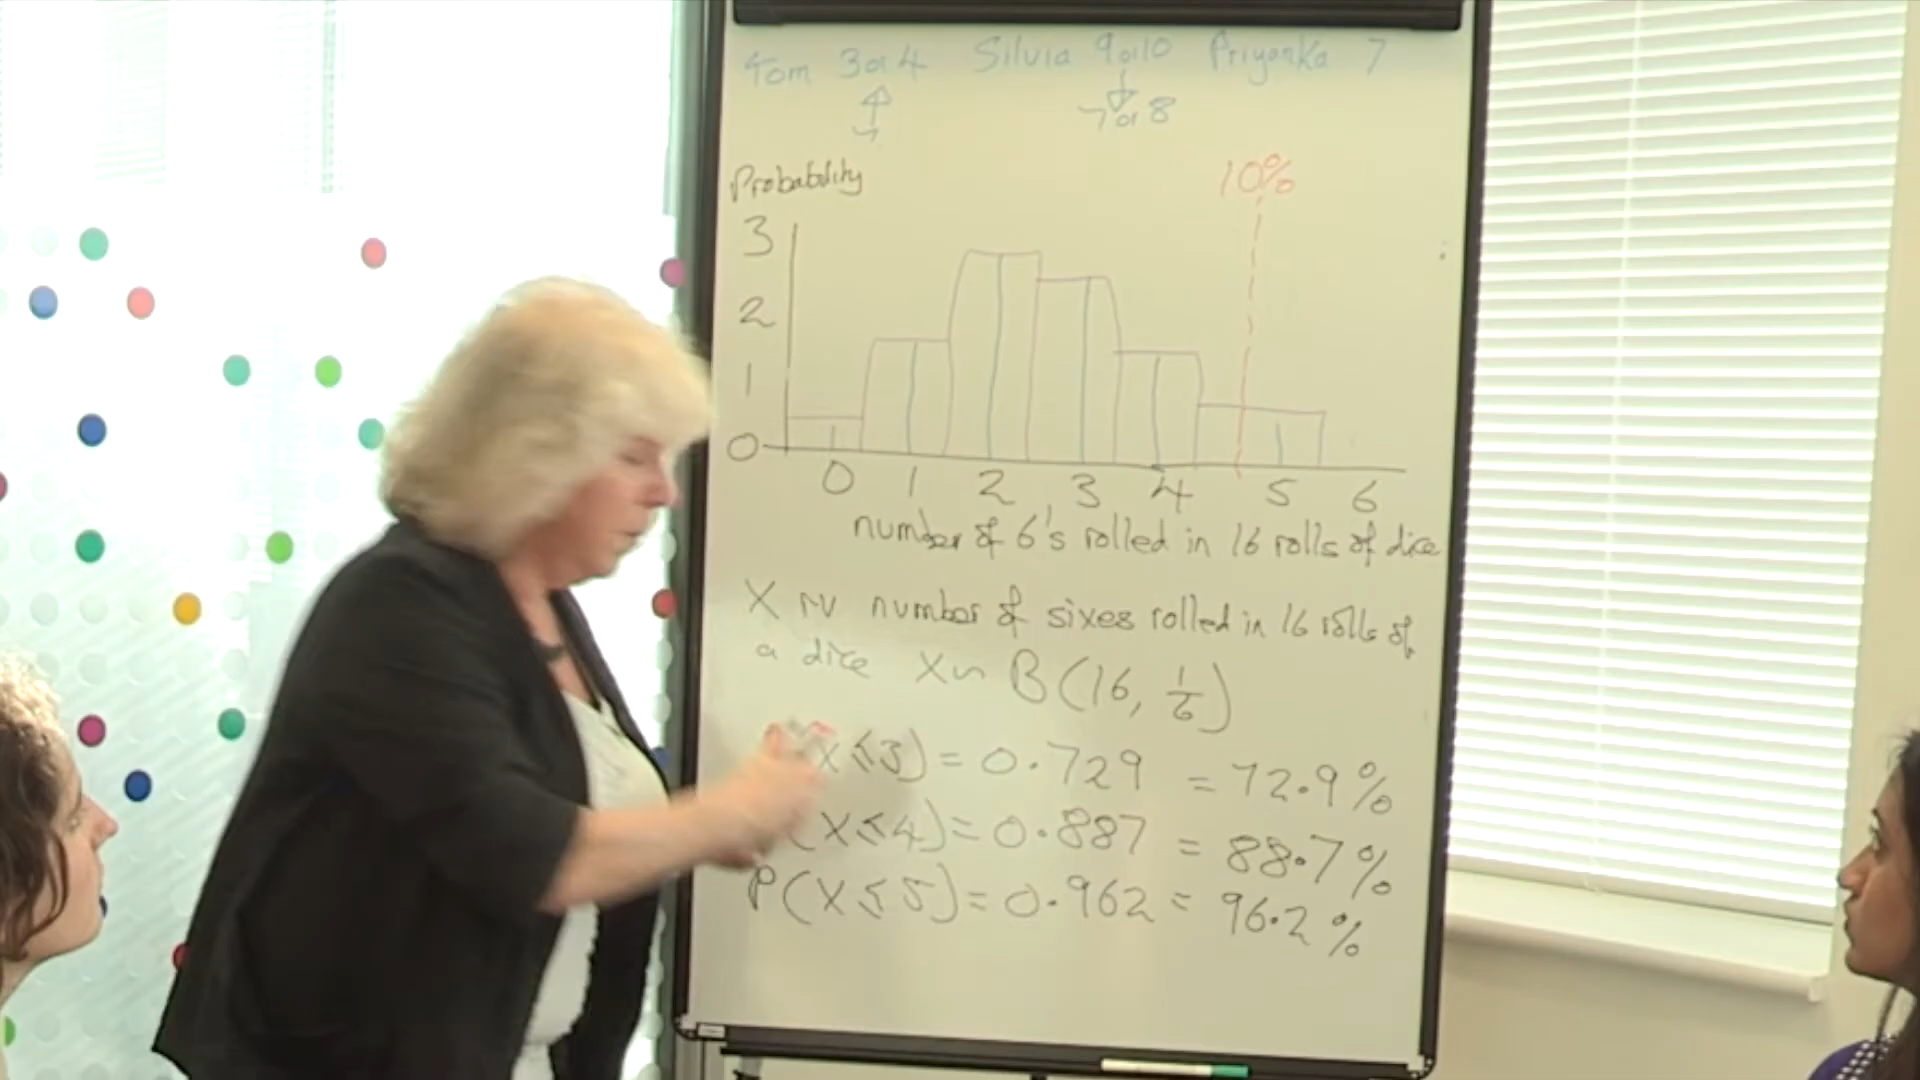 Tom 3 or 4 Silvia 9 or 10 Priyanka 7
7 or 8
Probability
10%
3
2
1
0
0 1 2 3 4 5 6
number of 6's rolled in 16 rolls of dice
X rv number of sixes rolled in 16 rolls of
a dice X~ B(16, 1/6)
X≤3) = 0.729 = 72.9%
(X≤4) = 0.887 = 88.7%
P(X≤5) = 0.962 = 96.2%